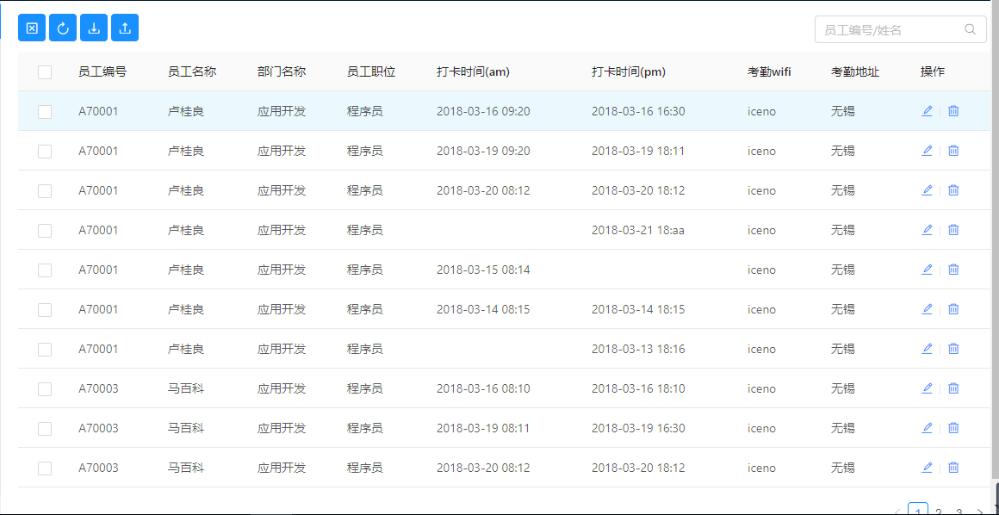 员工编号/姓名
员工编号 员工名称 部门名称 员工职位 打卡时间(am) 打卡时间(pm) 考勤wifi 考勤地址 操作
A70001 卢桂良 应用开发 程序员 2018-03-16 09:20 2018-03-16 16:30 iceno 无锡
A70001 卢桂良 应用开发 程序员 2018-03-19 09:20 2018-03-19 18:11 iceno 无锡
A70001 卢桂良 应用开发 程序员 2018-03-20 08:12 2018-03-20 18:12 iceno 无锡
A70001 卢桂良 应用开发 程序员 2018-03-21 18:aa iceno 无锡
A70001 卢桂良 应用开发 程序员 2018-03-15 08:14 iceno 无锡
A70001 卢桂良 应用开发 程序员 2018-03-14 08:15 2018-03-14 18:15 iceno 无锡
A70001 卢桂良 应用开发 程序员 2018-03-13 18:16 iceno 无锡
A70003 马百科 应用开发 程序员 2018-03-16 08:10 2018-03-16 18:10 iceno 无锡
A70003 马百科 应用开发 程序员 2018-03-19 08:11 2018-03-19 16:30 iceno 无锡
A70003 马百科 应用开发 程序员 2018-03-20 08:12 2018-03-20 18:12 iceno 无锡
1 2 3